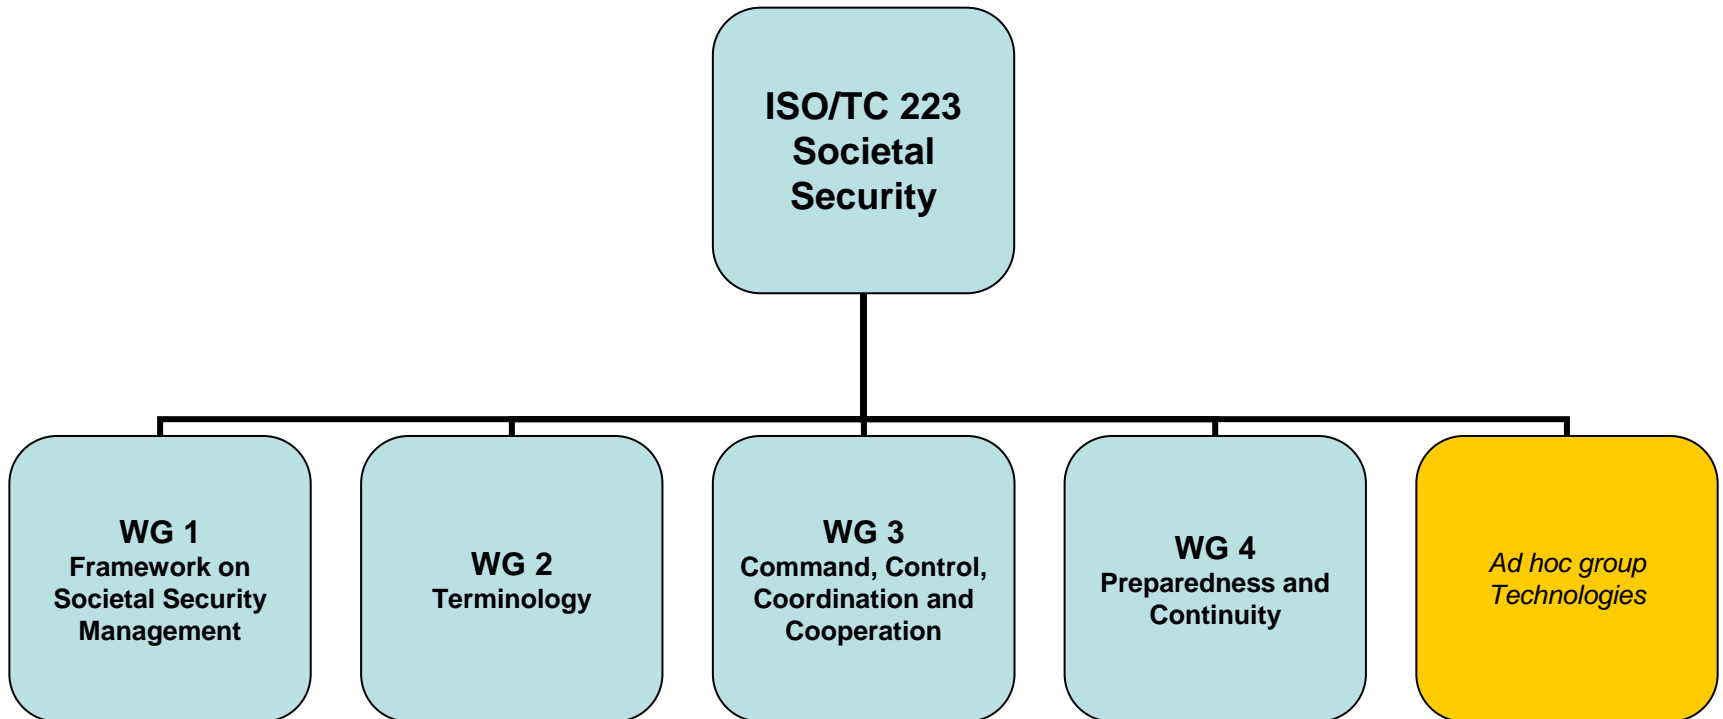 ISO/TC 223
Societal
Security
WG 1
Framework on
Societal Security
Management
WG 2
Terminology
WG 3
Command, Control,
Coordination and
Cooperation
WG 4
Preparedness and
Continuity
Ad hoc group
Technologies